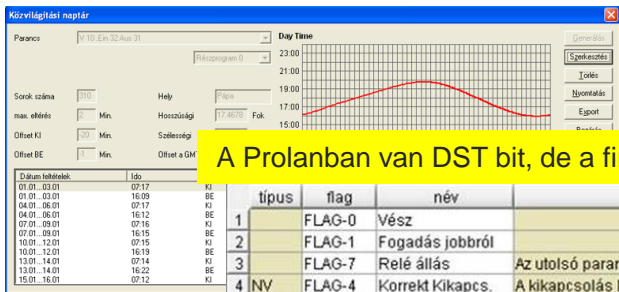 Közvilágítási naptár
Parancs
V 10:.Ein 32:Aus 31
Részprogram 0
Sorok száma
310
Hely
Pápa
max. eltérés
2
Min.
Hosszúsági
17.4678
Fok
Offset KI
-20
Min.
Szélességi
Offset BE
-1
Min.
Offset a GMT
Day Time
23:00
21:00
19:00
17:00
15:00
Generálás
Szerkesztés
Törlés
Nyomtatás
Export
A Prolanban van DST bit, de a fi
Dátum feltételek
Ido
01.01...03.01 07:17 KI
01.01...03.01 16:09 BE
04.01...06.01 07:17 KI
04.01...06.01 16:12 BE
07.01...09.01 07:16 KI
07.01...09.01 16:15 BE
10.01...12.01 07:15 KI
10.01...12.01 16:19 BE
13.01...14.01 07:14 KI
13.01...14.01 16:22 BE
15.01...16.01 07:12 KI
típus flag név
1 FLAG-0 Vész
2 FLAG-1 Fogadás jobbról
3 FLAG-7 Relé állás Az utolsó paran
4 NV FLAG-4 Korrekt Kikapcs. A kikapcsolás